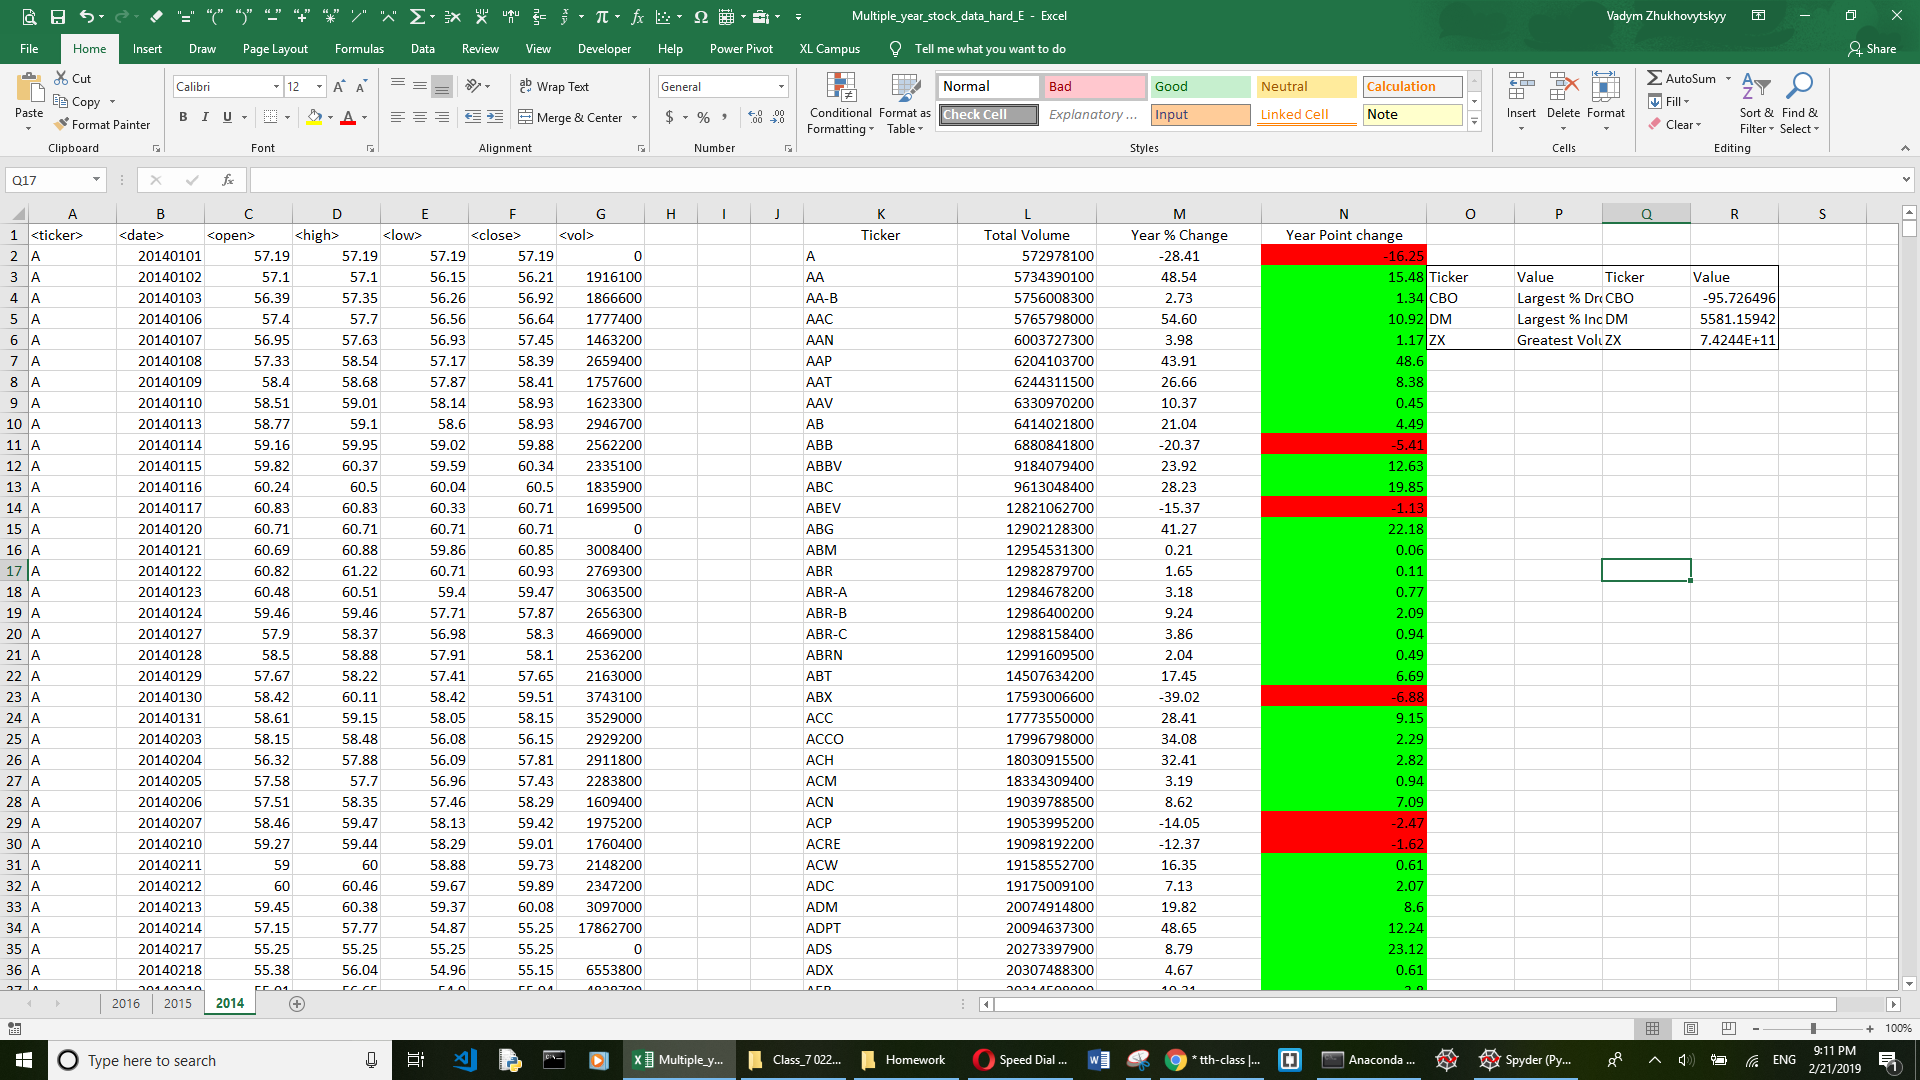 Multiple_year_stock_data_hard_E - Excel
Vadym Zhukhovytskyy
File Home Insert Draw Page Layout Formulas Data Review View Developer Help Power Pivot XL Campus Tell me what you want to do Share
Paste Cut Copy Format Painter Clipboard
Calibri 12 B I U A Font
Wrap Text Merge & Center Alignment
General $ % , Number
Conditional Formatting Format as Table
Normal Bad Good Neutral Calculation
Check Cell Explanatory ... Input Linked Cell Note
Styles
Insert Delete Format Cells
AutoSum Fill Clear Sort & Filter Find & Select Editing
Q17 fx
A B C D E F G H I J K L M N O P Q R S
1 <ticker> <date> <open> <high> <low> <close> <vol> Ticker Total Volume Year % Change Year Point change
2 A 20140101 57.19 57.19 57.19 57.19 0 A 572978100 -28.41 -16.25
3 A 20140102 57.1 57.1 56.15 56.21 1916100 AA 5734390100 48.54 15.48 Ticker Value Ticker Value
4 A 20140103 56.39 57.35 56.26 56.92 1866600 AA-B 5756008300 2.73 1.34 CBO Largest % Dr CBO -95.726496
5 A 20140106 57.4 57.7 56.56 56.64 1777400 AAC 5765798000 54.60 10.92 DM Largest % Inc DM 5581.15942
6 A 20140107 56.95 57.63 56.93 57.45 1463200 AAN 6003727300 3.98 1.17 ZX Greatest Vol ZX 7.4244E+11
7 A 20140108 57.33 58.54 57.17 58.39 2659400 AAP 6204103700 43.91 48.6
8 A 20140109 58.4 58.68 57.87 58.41 1757600 AAT 6244311500 26.66 8.38
9 A 20140110 58.51 59.01 58.14 58.93 1623300 AAV 6330970200 10.37 0.45
10 A 20140113 58.77 59.1 58.6 58.93 2946700 AB 6414021800 21.04 4.49
11 A 20140114 59.16 59.95 59.02 59.88 2562200 ABB 6880841800 -20.37 -5.41
12 A 20140115 59.82 60.37 59.59 60.34 2335100 ABBV 9184079400 23.92 12.63
13 A 20140116 60.24 60.5 60.04 60.5 1835900 ABC 9613048400 28.23 19.85
14 A 20140117 60.83 60.83 60.33 60.71 1699500 ABEV 12821062700 -15.37 -1.13
15 A 20140120 60.71 60.71 60.71 60.71 0 ABG 12902128300 41.27 22.18
16 A 20140121 60.69 60.88 59.86 60.85 3008400 ABM 12954531300 0.21 0.06
17 A 20140122 60.82 61.22 60.71 60.93 2769300 ABR 12982879700 1.65 0.11
18 A 20140123 60.48 60.51 59.4 59.47 3063500 ABR-A 12984678200 3.18 0.77
19 A 20140124 59.46 59.46 57.71 57.87 2656300 ABR-B 12986400200 9.24 2.09
20 A 20140127 57.9 58.37 56.98 58.3 4669000 ABR-C 12988158400 3.86 0.94
21 A 20140128 58.5 58.88 57.91 58.1 2536200 ABRN 12991609500 2.04 0.49
22 A 20140129 57.67 58.22 57.41 57.65 2163000 ABT 14507634200 17.45 6.69
23 A 20140130 58.42 60.11 58.42 59.51 3743100 ABX 17593006600 -39.02 -6.88
24 A 20140131 58.61 59.15 58.05 58.15 3529000 ACC 17773550000 28.41 9.15
25 A 20140203 58.15 58.48 56.08 56.15 2929200 ACCO 17996798000 34.08 2.29
26 A 20140204 56.32 57.88 56.09 57.81 2911800 ACH 18030915500 32.41 2.82
27 A 20140205 57.58 57.7 56.96 57.43 2283800 ACM 18334309400 3.19 0.94
28 A 20140206 57.51 58.35 57.46 58.29 1609400 ACN 19039788500 8.62 7.09
29 A 20140207 58.46 59.47 58.13 59.42 1975200 ACP 19053995200 -14.05 -2.47
30 A 20140210 59.27 59.44 58.29 59.01 1760400 ACRE 19098192200 -12.37 -1.62
31 A 20140211 59 60 58.88 59.73 2148200 ACW 19158552700 16.35 0.61
32 A 20140212 60 60.46 59.67 59.89 2347200 ADC 19175009100 7.13 2.07
33 A 20140213 59.45 60.38 59.37 60.08 3097000 ADM 20074914800 19.82 8.6
34 A 20140214 57.15 57.77 54.87 55.25 17862700 ADPT 20094637300 48.65 12.24
35 A 20140217 55.25 55.25 55.25 55.25 0 ADS 20273397900 8.79 23.12
36 A 20140218 55.38 56.04 54.96 55.15 6553800 ADX 20307488300 4.67 0.61
2016 2015 2014
100%
Type here to search
Multiple_y... Class_7 022... Homework Speed Dial ... * tth-class |... Anaconda ... Spyder (Py...
ENG 9:11 PM
2/21/2019 1